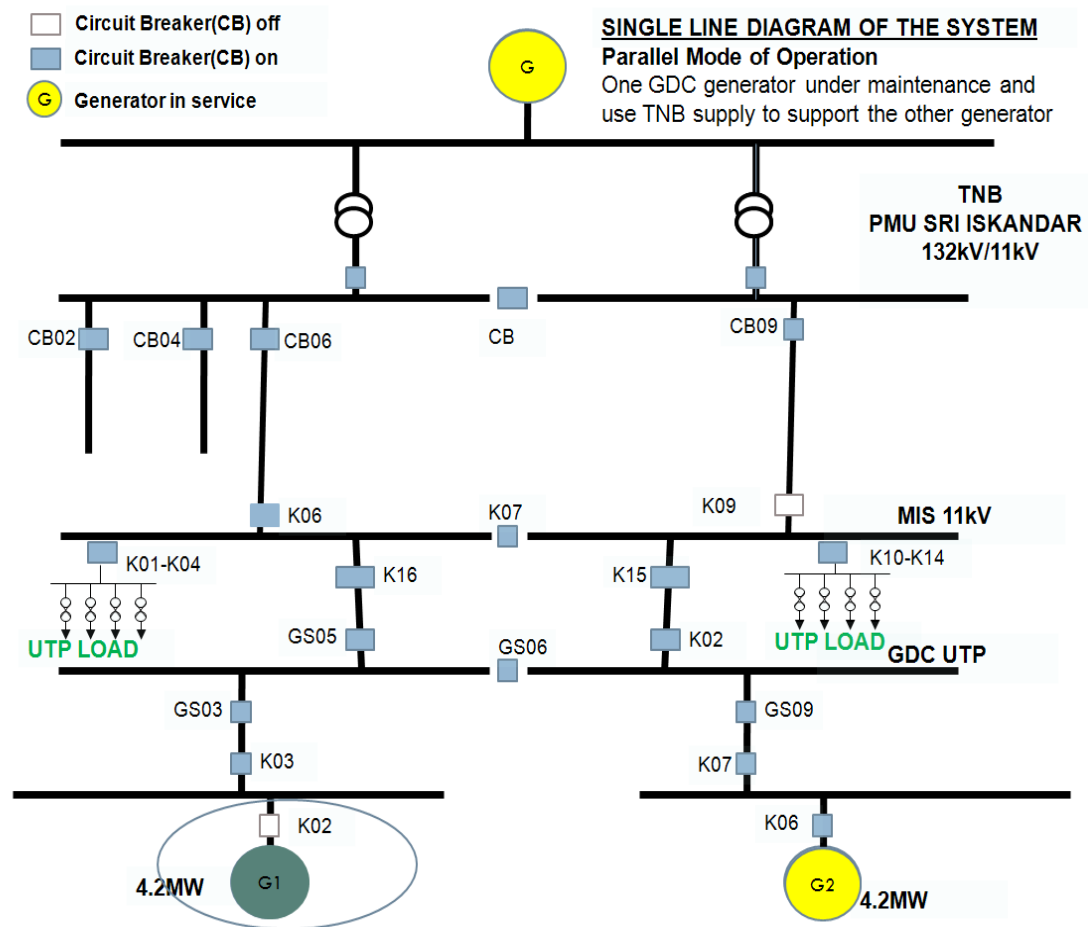 Circuit Breaker(CB) off
Circuit Breaker(CB) on
G Generator in service
G
SINGLE LINE DIAGRAM OF THE SYSTEM
Parallel Mode of Operation
One GDC generator under maintenance and
use TNB supply to support the other generator
TNB
PMU SRI ISKANDAR
132kV/11kV
CB02
CB04
CB06
CB
CB09
K06
K07
K09
MIS 11kV
K01-K04
K16
K15
K10-K14
UTP LOAD
GS05
GS06
K02
UTP LOAD
GDC UTP
GS03
GS09
K03
K07
K02
K06
4.2MW
G1
G2
4.2MW